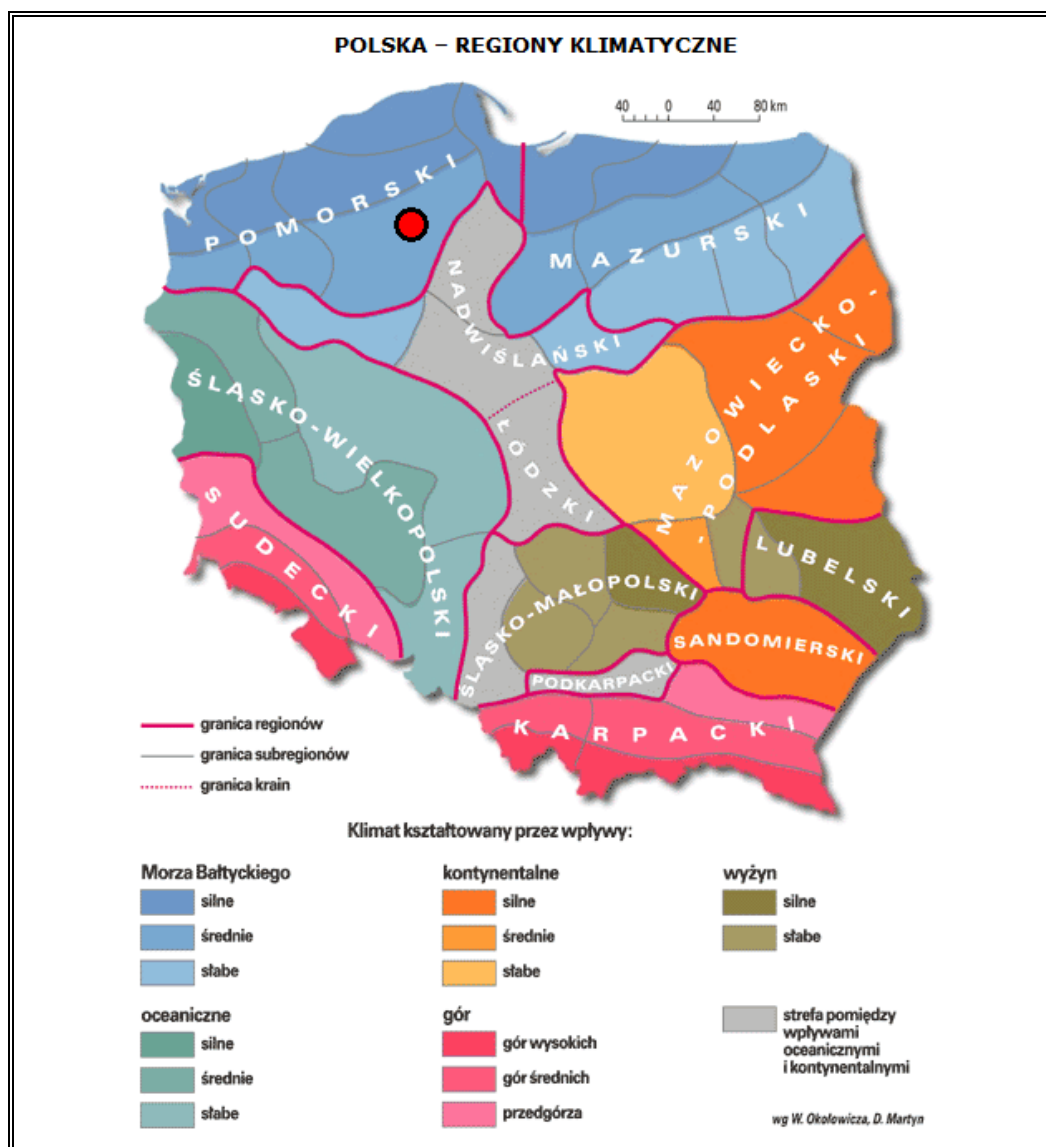 POLSKA – REGIONY KLIMATYCZNE
40 0 40 80 km
POMORSKI
MAZURSKI
NADWIŚLAŃSKI
MAZOWIECKO-
-PODLASKI
ŚLĄSKO-WIELKOPOLSKI
ŁÓDZKI
SUDECKI
LUBELSKI
ŚLĄSKO-MAŁOPOLSKI
SANDOMIERSKI
PODKARPACKI
KARPACKI
granica regionów
granica subregionów
granica krain
Klimat kształtowany przez wpływy:
Morza Bałtyckiego
silne
średnie
słabe
kontynentalne
silne
średnie
słabe
wyżyn
silne
słabe
oceaniczne
silne
średnie
słabe
gór
gór wysokich
gór średnich
przedgórza
strefa pomiędzy
wpływami
oceanicznymi
i kontynentalnymi
wg W. Okołowicza, D. Martyn